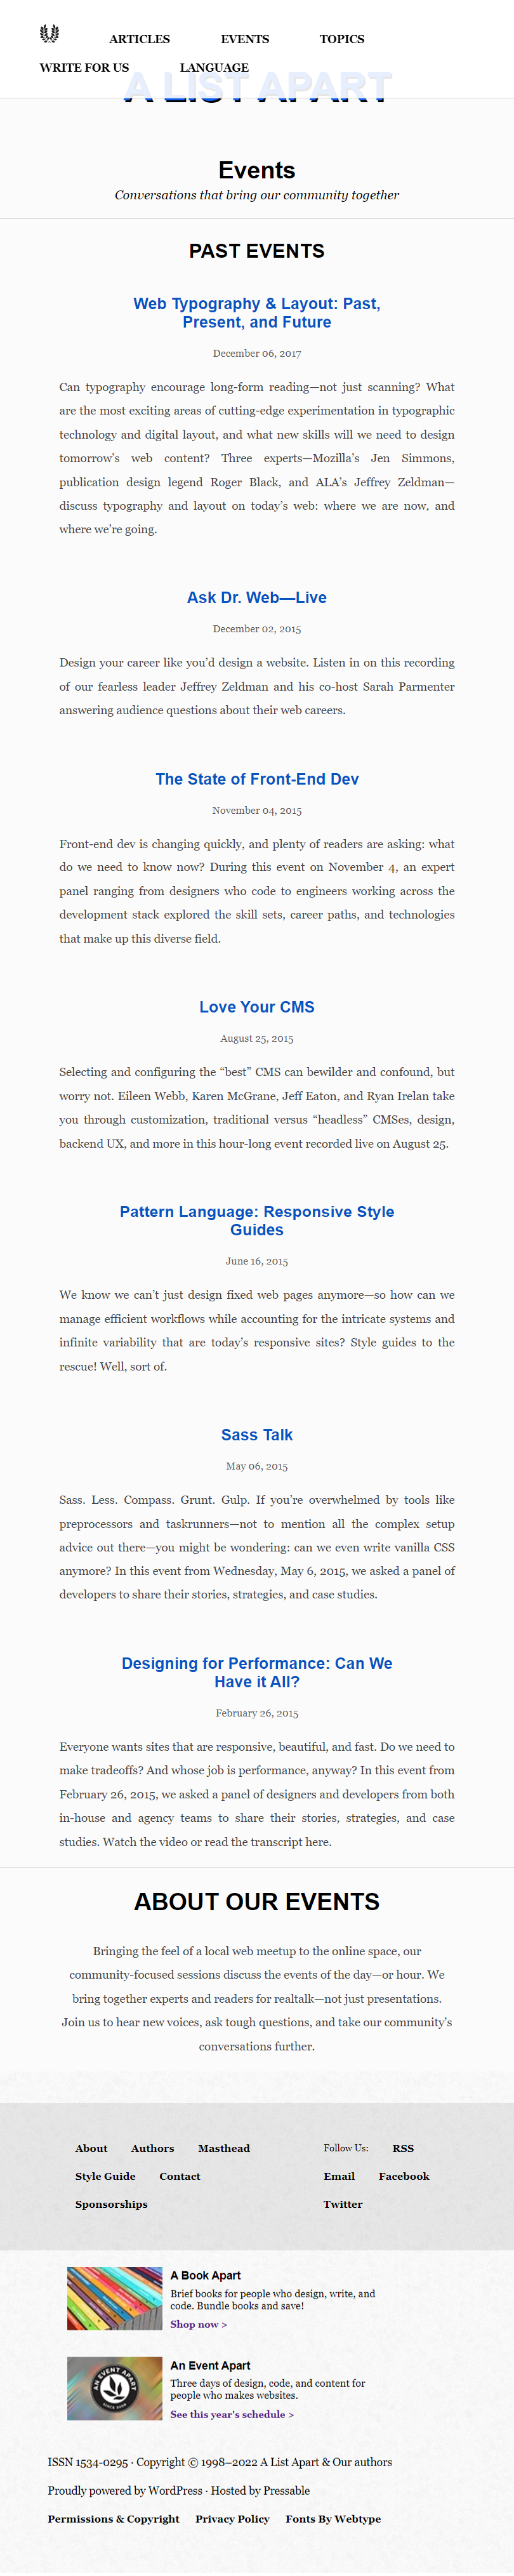 ARTICLES EVENTS TOPICS
WRITE FOR US LANGUAGE
A LIST APART
Events
Conversations that bring our community together
PAST EVENTS
Web Typography & Layout: Past,
Present, and Future
December 06, 2017
Can typography encourage long-form reading—not just scanning? What
are the most exciting areas of cutting-edge experimentation in typographic
technology and digital layout, and what new skills will we need to design
tomorrow’s web content? Three experts—Mozilla’s Jen Simmons,
publication design legend Roger Black, and ALA’s Jeffrey Zeldman—
discuss typography and layout on today’s web: where we are now, and
where we’re going.
Ask Dr. Web—Live
December 02, 2015
Design your career like you’d design a website. Listen in on this recording
of our fearless leader Jeffrey Zeldman and his co-host Sarah Parmenter
answering audience questions about their web careers.
The State of Front-End Dev
November 04, 2015
Front-end dev is changing quickly, and plenty of readers are asking: what
do we need to know now? During this event on November 4, an expert
panel ranging from designers who code to engineers working across the
development stack explored the skill sets, career paths, and technologies
that make up this diverse field.
Love Your CMS
August 25, 2015
Selecting and configuring the “best” CMS can bewilder and confound, but
worry not. Eileen Webb, Karen McGrane, Jeff Eaton, and Ryan Irelan take
you through customization, traditional versus “headless” CMSes, design,
backend UX, and more in this hour-long event recorded live on August 25.
Pattern Language: Responsive Style
Guides
June 16, 2015
We know we can’t just design fixed web pages anymore—so how can we
manage efficient workflows while accounting for the intricate systems and
infinite variability that are today’s responsive sites? Style guides to the
rescue! Well, sort of.
Sass Talk
May 06, 2015
Sass. Less. Compass. Grunt. Gulp. If you’re overwhelmed by tools like
preprocessors and taskrunners—not to mention all the complex setup
advice out there—you might be wondering: can we even write vanilla CSS
anymore? In this event from Wednesday, May 6, 2015, we asked a panel of
developers to share their stories, strategies, and case studies.
Designing for Performance: Can We
Have it All?
February 26, 2015
Everyone wants sites that are responsive, beautiful, and fast. Do we need to
make tradeoffs? And whose job is performance, anyway? In this event from
February 26, 2015, we asked a panel of designers and developers from both
in-house and agency teams to share their stories, strategies, and case
studies. Watch the video or read the transcript here.
ABOUT OUR EVENTS
Bringing the feel of a local web meetup to the online space, our
community-focused sessions discuss the events of the day—or hour. We
bring together experts and readers for realtalk—not just presentations.
Join us to hear new voices, ask tough questions, and take our community’s
conversations further.
About Authors Masthead
Style Guide Contact
Sponsorships
Follow Us: RSS
Email Facebook
Twitter
A Book Apart
Brief books for people who design, write, and
code. Bundle books and save!
Shop now >
AN EVENT APART
An Event Apart
Three days of design, code, and content for
people who makes websites.
See this year's schedule >
ISSN 1534-0295 · Copyright © 1998–2022 A List Apart & Our authors
Proudly powered by WordPress · Hosted by Pressable
Permissions & Copyright Privacy Policy Fonts By Webtype